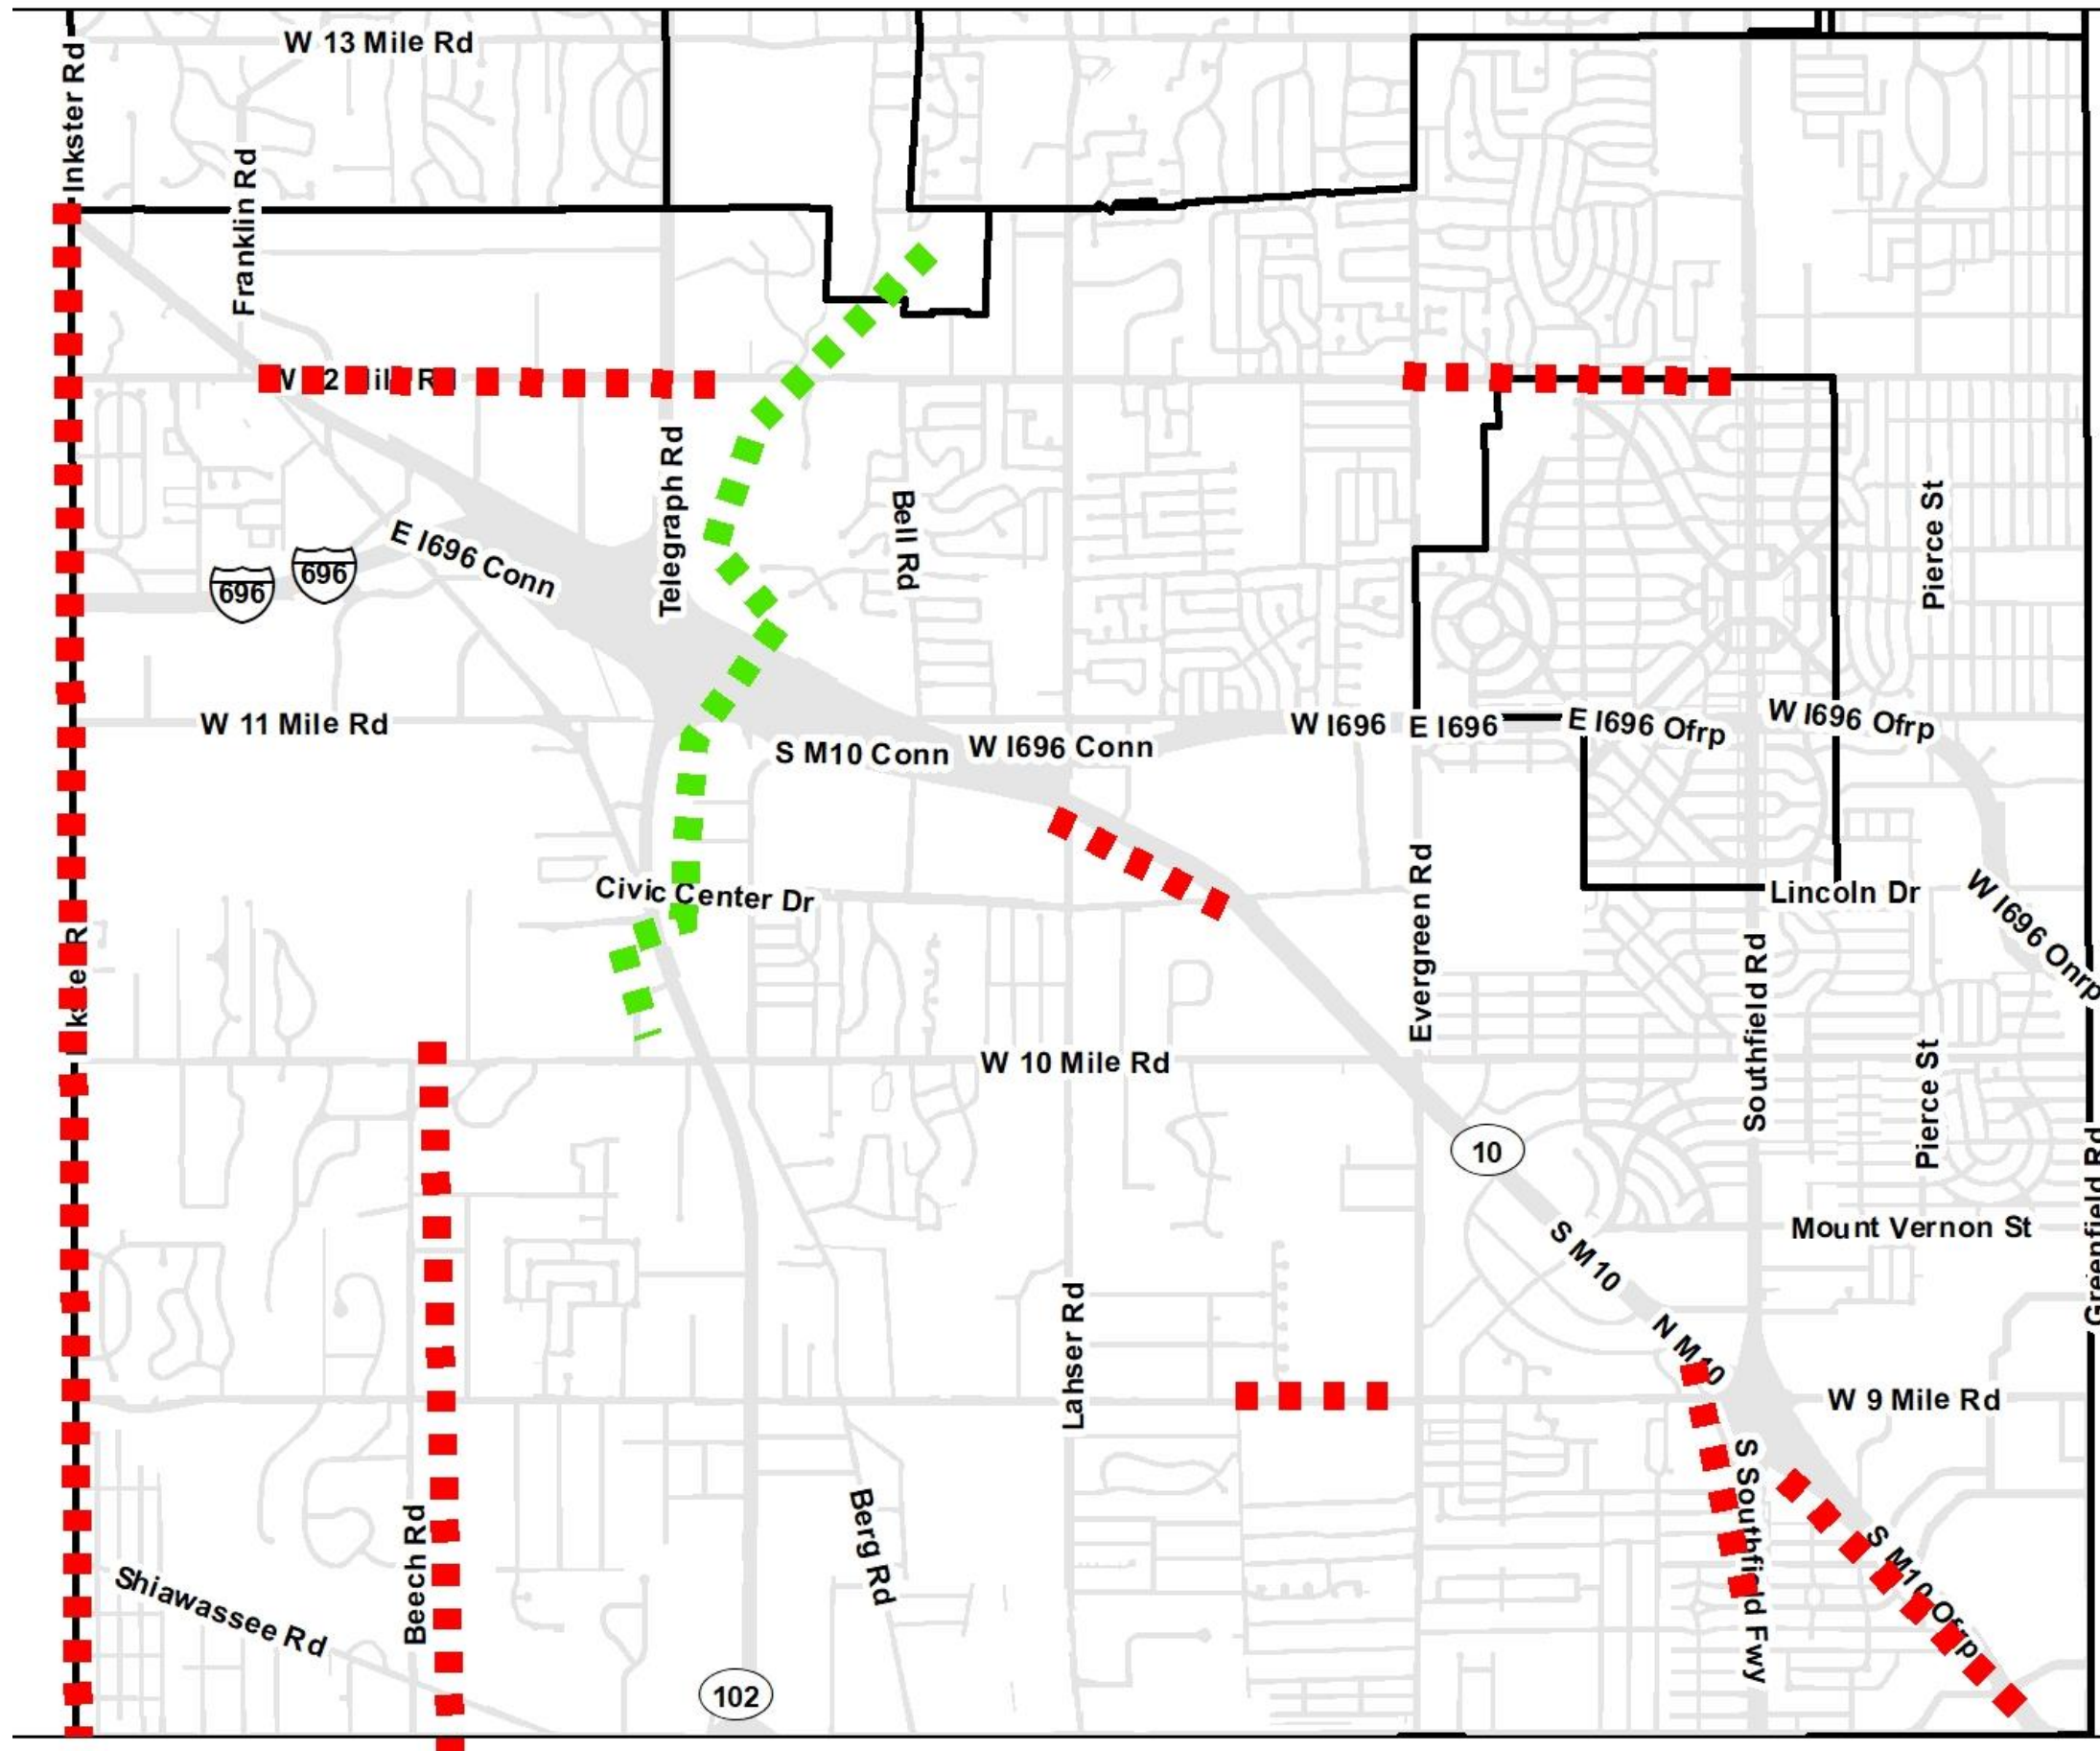 W 13 Mile Rd
Inkster Rd
Franklin Rd
Telegraph Rd
Bell Rd
Pierce St
E I696 Conn
696
696
W 11 Mile Rd
S M10 Conn
W I696 Conn
W I696
E I696
E I696 Ofrp
W I696 Ofrp
Civic Center Dr
Evergreen Rd
Lincoln Dr
W I696 Onrp
Southfield Rd
W 10 Mile Rd
Pierce St
10
Greenfield Rd
Mount Vernon St
S M10
N M10
Lahser Rd
W 9 Mile Rd
S Southfield Fwy
S M10 Ofrp
Beech Rd
Berg Rd
Shiawassee Rd
102